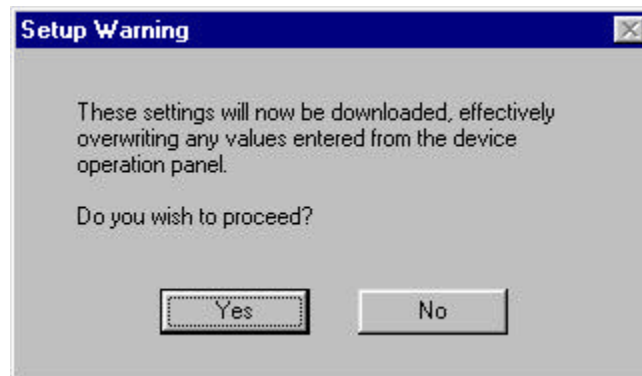 Setup Warning
These settings will now be downloaded, effectively
overwriting any values entered from the device
operation panel.
Do you wish to proceed?
Yes
No